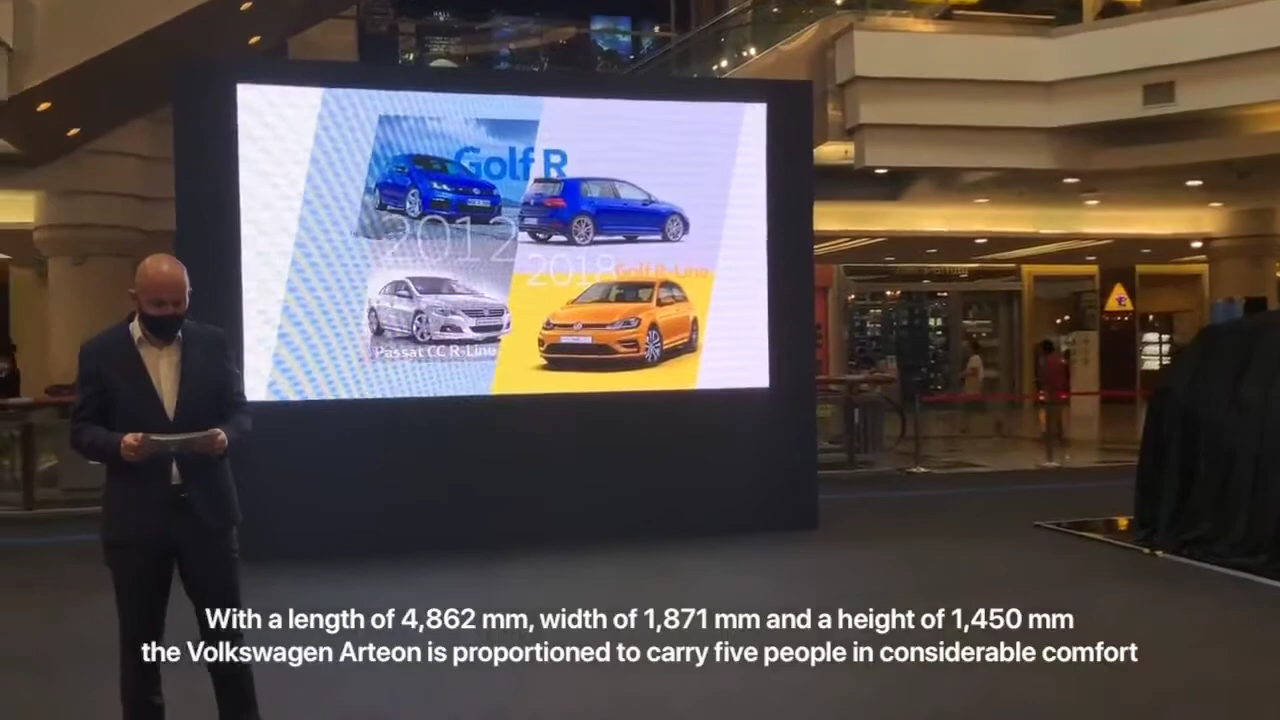 Golf R
2012
2018
Golf R-Line
Passat CC R-Line
With a length of 4,862 mm, width of 1,871 mm and a height of 1,450 mm
the Volkswagen Arteon is proportioned to carry five people in considerable comfort